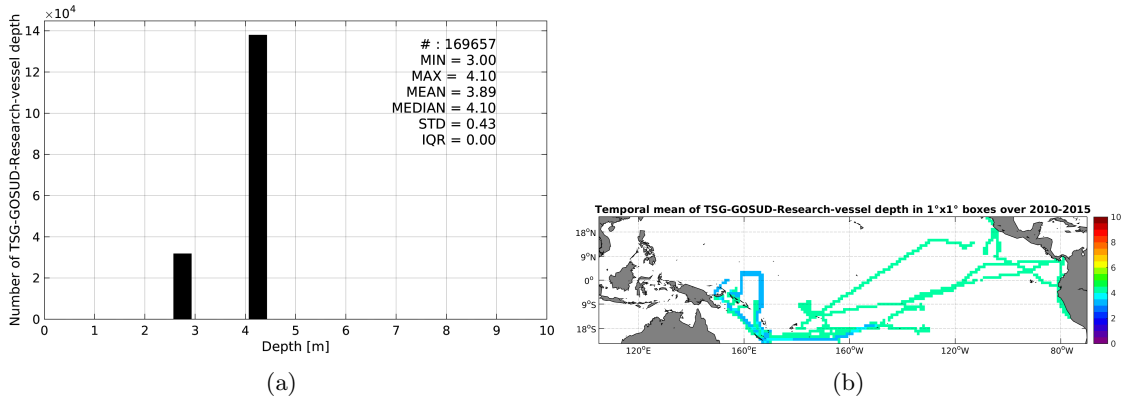 ×10⁴
Number of TSG-GOSUD-Research-vessel depth
14
12
10
8
6
4
2
0
# : 169657
MIN = 3.00
MAX = 4.10
MEAN = 3.89
MEDIAN = 4.10
STD = 0.43
IQR = 0.00
0 1 2 3 4 5 6 7 8 9 10
Depth [m]
(a)
Temporal mean of TSG-GOSUD-Research-vessel depth in 1°x1° boxes over 2010-2015
18°N
9°N
0°
9°S
18°S
120°E 160°E 160°W 120°W 80°W
10
8
6
4
2
0
(b)